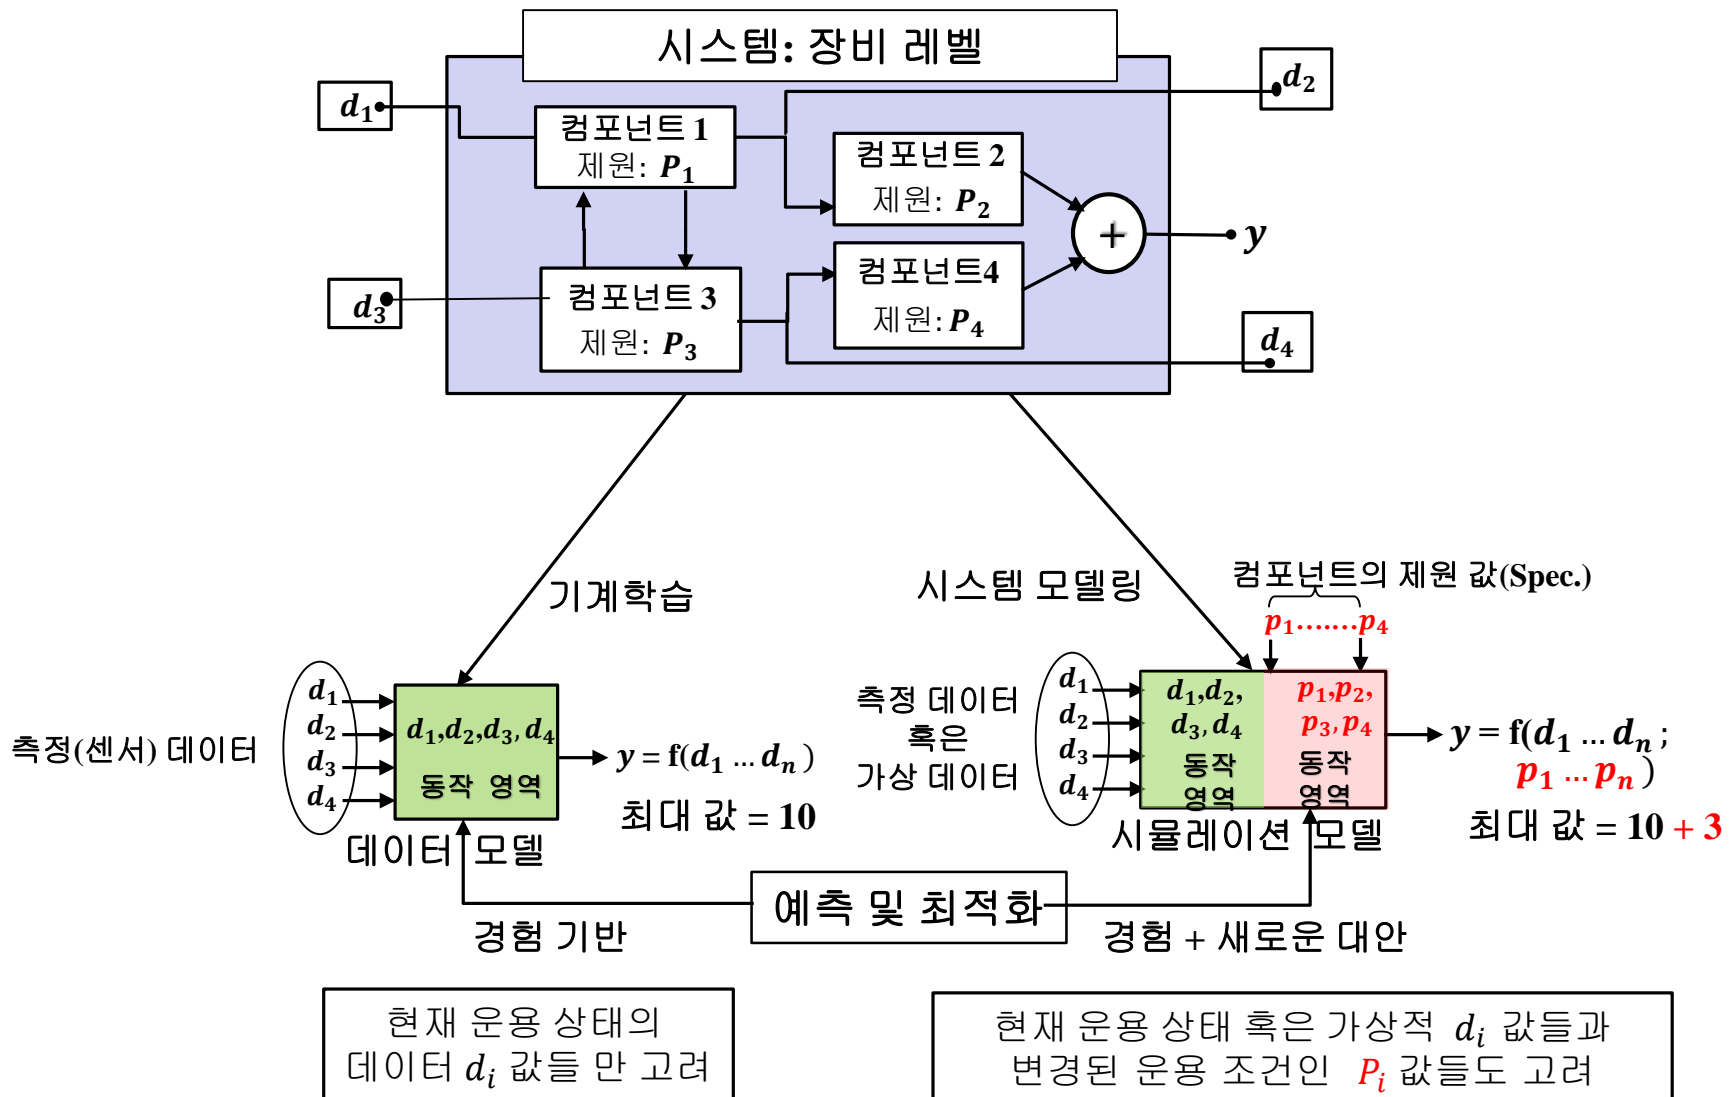 시스템: 장비 레벨
d₁
d₂
컴포넌트 1
제원: P₁
컴포넌트 2
제원: P₂
+
y
컴포넌트4
제원: P₄
d₃
컴포넌트 3
제원: P₃
d₄
기계학습
시스템 모델링
컴포넌트의 제원 값(Spec.)
p₁.......p₄
측정(센서) 데이터
d₁
d₂
d₃
d₄
d₁,d₂,d₃,d₄
동작 영역
y = f(d₁ ... dₙ)
최대 값 = 10
데이터 모델
측정 데이터
혹은
가상 데이터
d₁
d₂
d₃
d₄
d₁,d₂,
d₃,d₄
동작
영역
p₁,p₂,
p₃,p₄
동작
영역
y = f(d₁ ... dₙ ;
p₁ ... pₙ)
최대 값 = 10 + 3
시뮬레이션 모델
예측 및 최적화
경험 기반
경험 + 새로운 대안
현재 운용 상태의
데이터 dᵢ 값들 만 고려
현재 운용 상태 혹은 가상적 dᵢ 값들과
변경된 운용 조건인 Pᵢ 값들도 고려